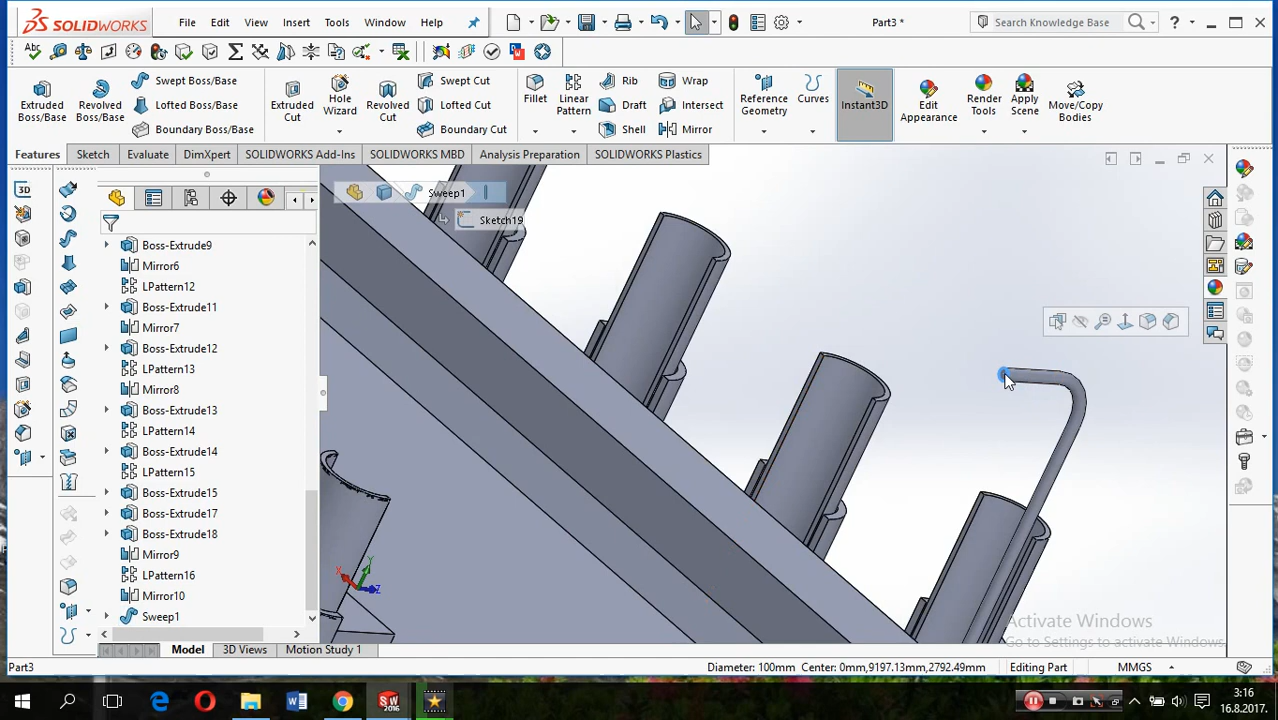 SOLIDWORKS File Edit View Insert Tools Window Help Part3 * Search Knowledge Base ?
Abc
Extruded Boss/Base Revolved Boss/Base Swept Boss/Base Lofted Boss/Base Boundary Boss/Base Extruded Cut Hole Wizard Revolved Cut Swept Cut Lofted Cut Boundary Cut Fillet Linear Pattern Rib Draft Shell Wrap Intersect Mirror Reference Geometry Curves Instant3D Edit Appearance Render Tools Apply Scene Move/Copy Bodies
Features Sketch Evaluate DimXpert SOLIDWORKS Add-Ins SOLIDWORKS MBD Analysis Preparation SOLIDWORKS Plastics
3D
Sweep1
Sketch19
Boss-Extrude9
Mirror6
LPattern12
Boss-Extrude11
Mirror7
Boss-Extrude12
LPattern13
Mirror8
Boss-Extrude13
LPattern14
Boss-Extrude14
LPattern15
Boss-Extrude15
Boss-Extrude17
Boss-Extrude18
Mirror9
LPattern16
Mirror10
Sweep1
X Y Z
Activate Windows
Go to Settings to activate Windows.
Model 3D Views Motion Study 1
Part3 Diameter: 100mm Center: 0mm,9197.13mm,2792.49mm Editing Part MMGS
SW 2016
3:16
16.8.2017.